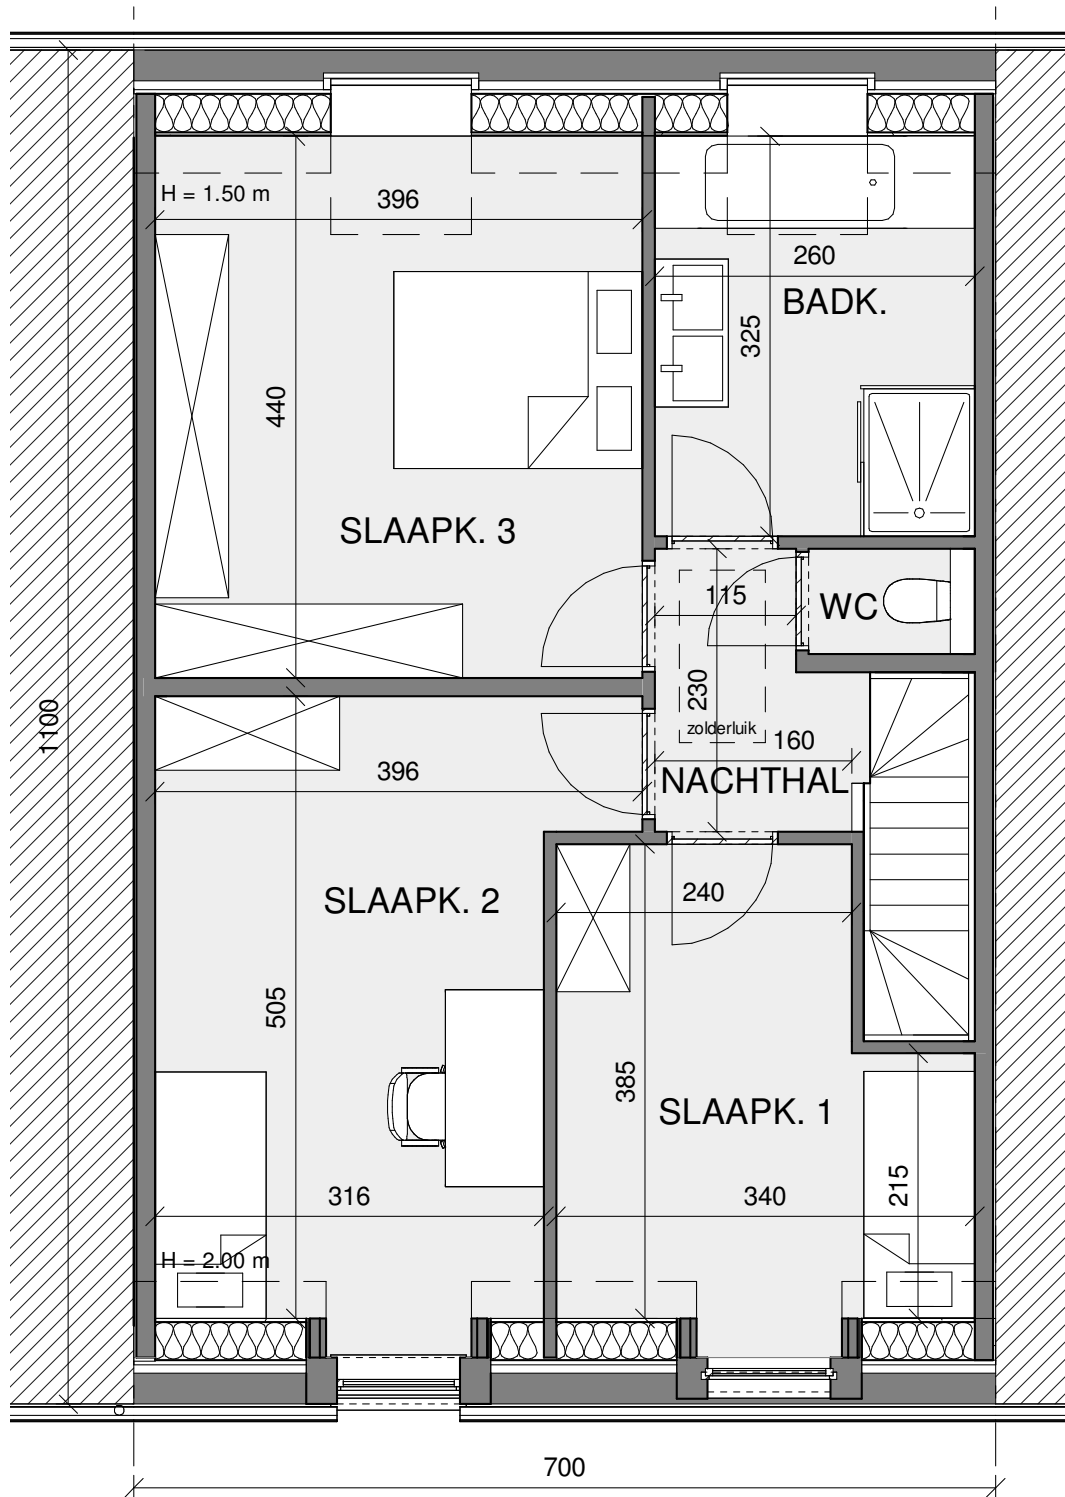 H = 1.50 m
396
260
BADK.
325
440
SLAAPK. 3
115
WC
230
zolderluik
160
1100
396
NACHTHAL
240
SLAAPK. 2
505
385
SLAAPK. 1
215
316
340
H = 2.00 m
700